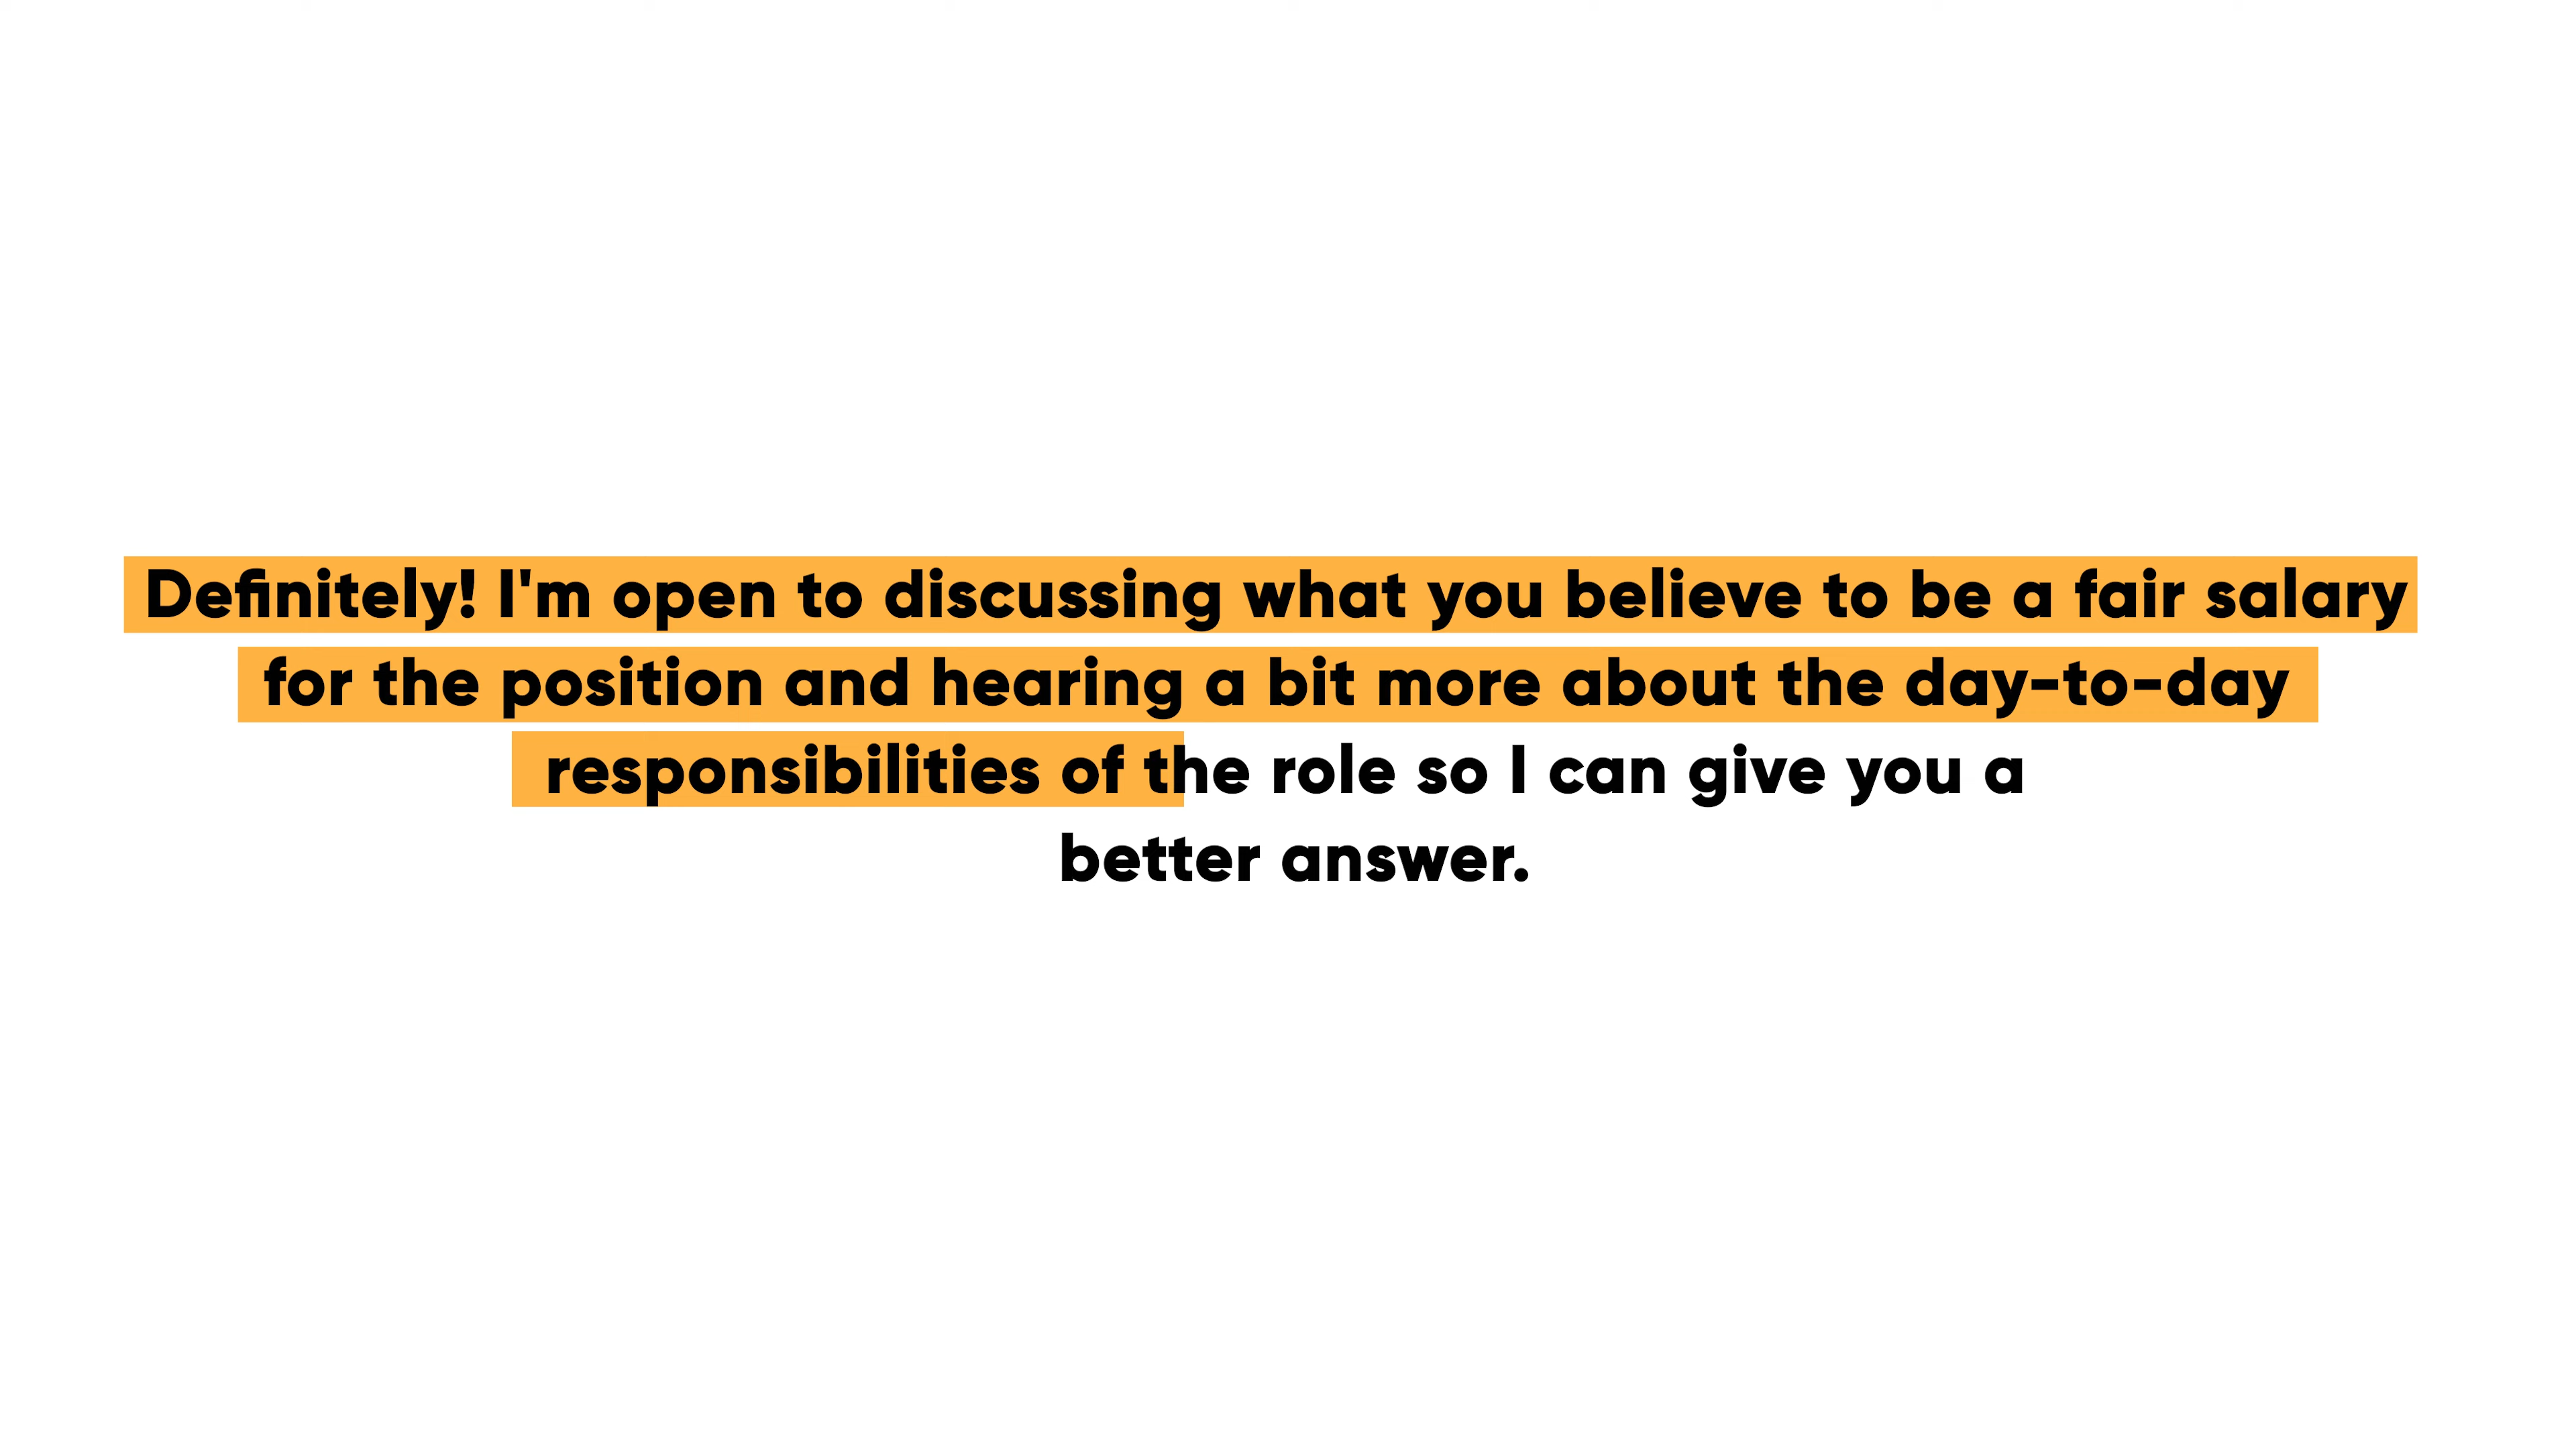 Definitely! I'm open to discussing what you believe to be a fair salary
for the position and hearing a bit more about the day-to-day
responsibilities of the role so I can give you a
better answer.